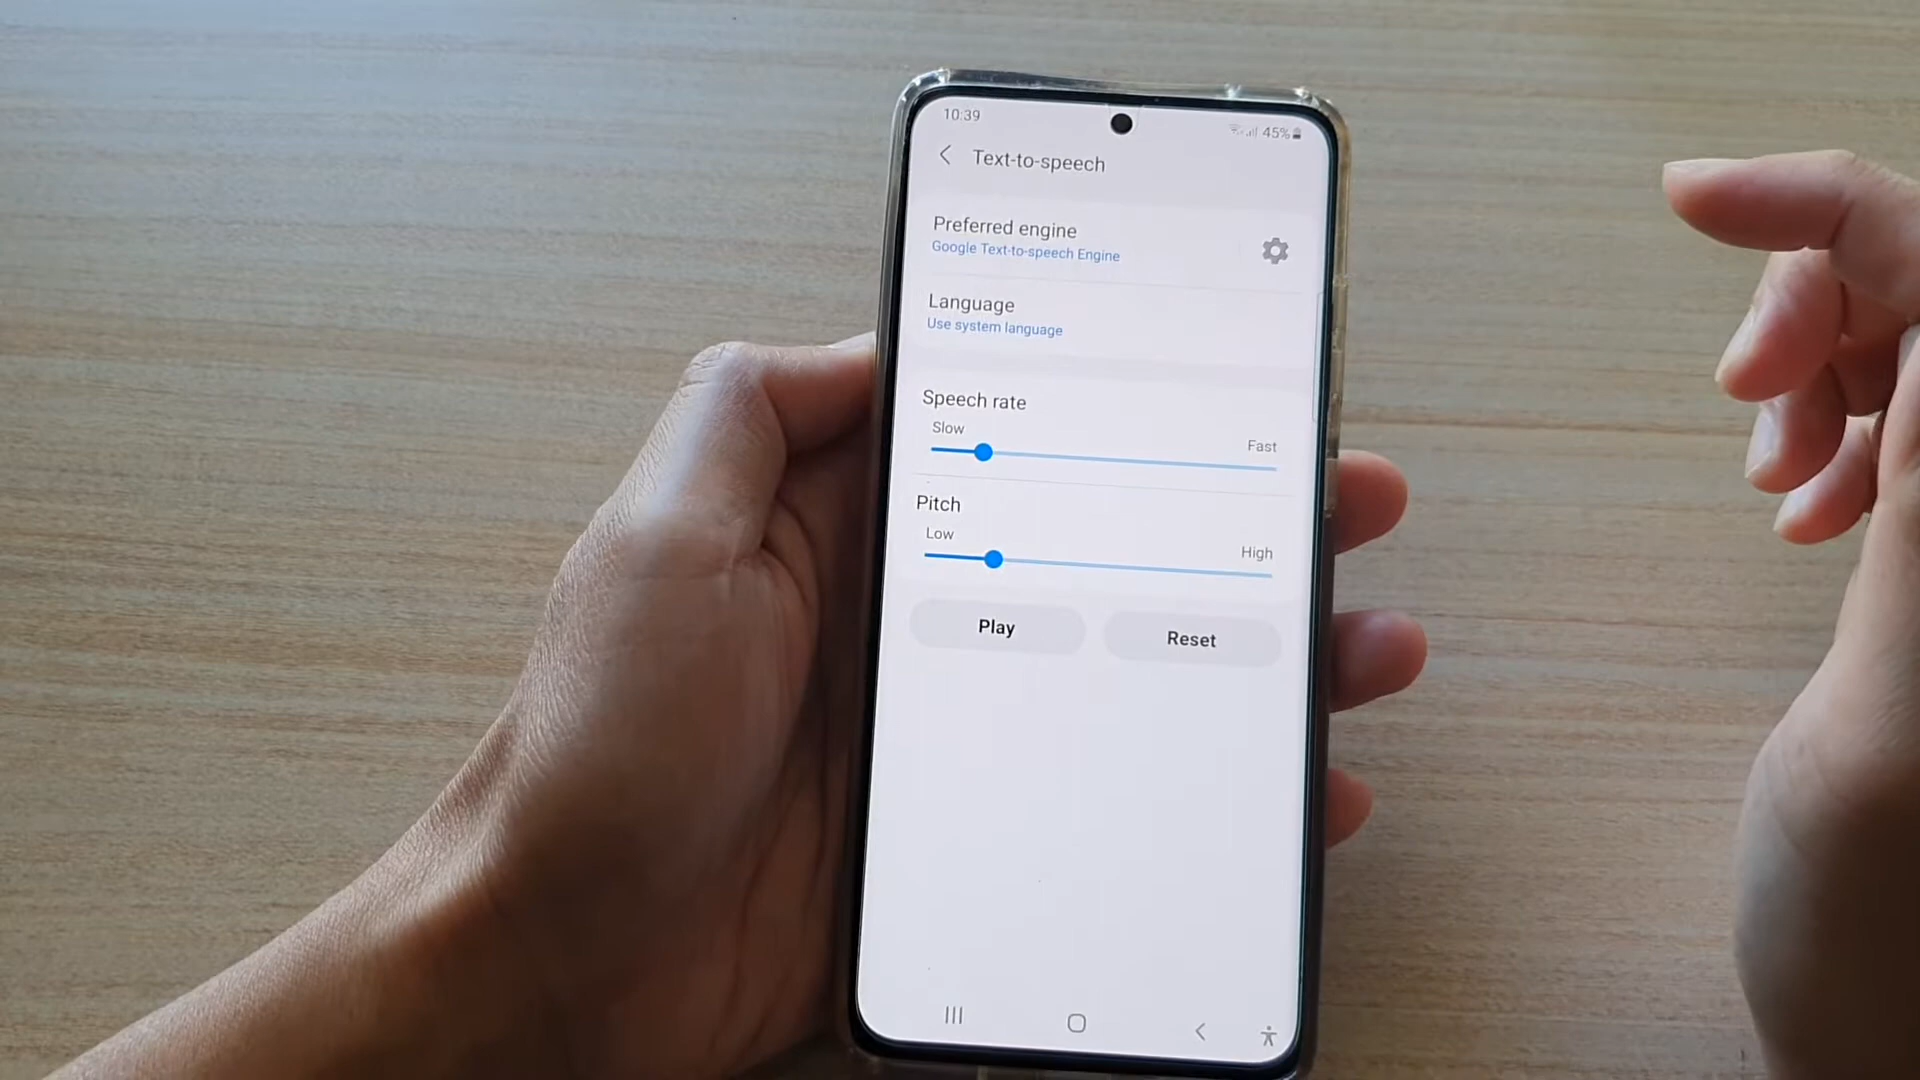 10:39
45%
Text-to-speech
Preferred engine
Google Text-to-speech Engine
Language
Use system language
Speech rate
Slow
Fast
Pitch
Low
High
Play
Reset